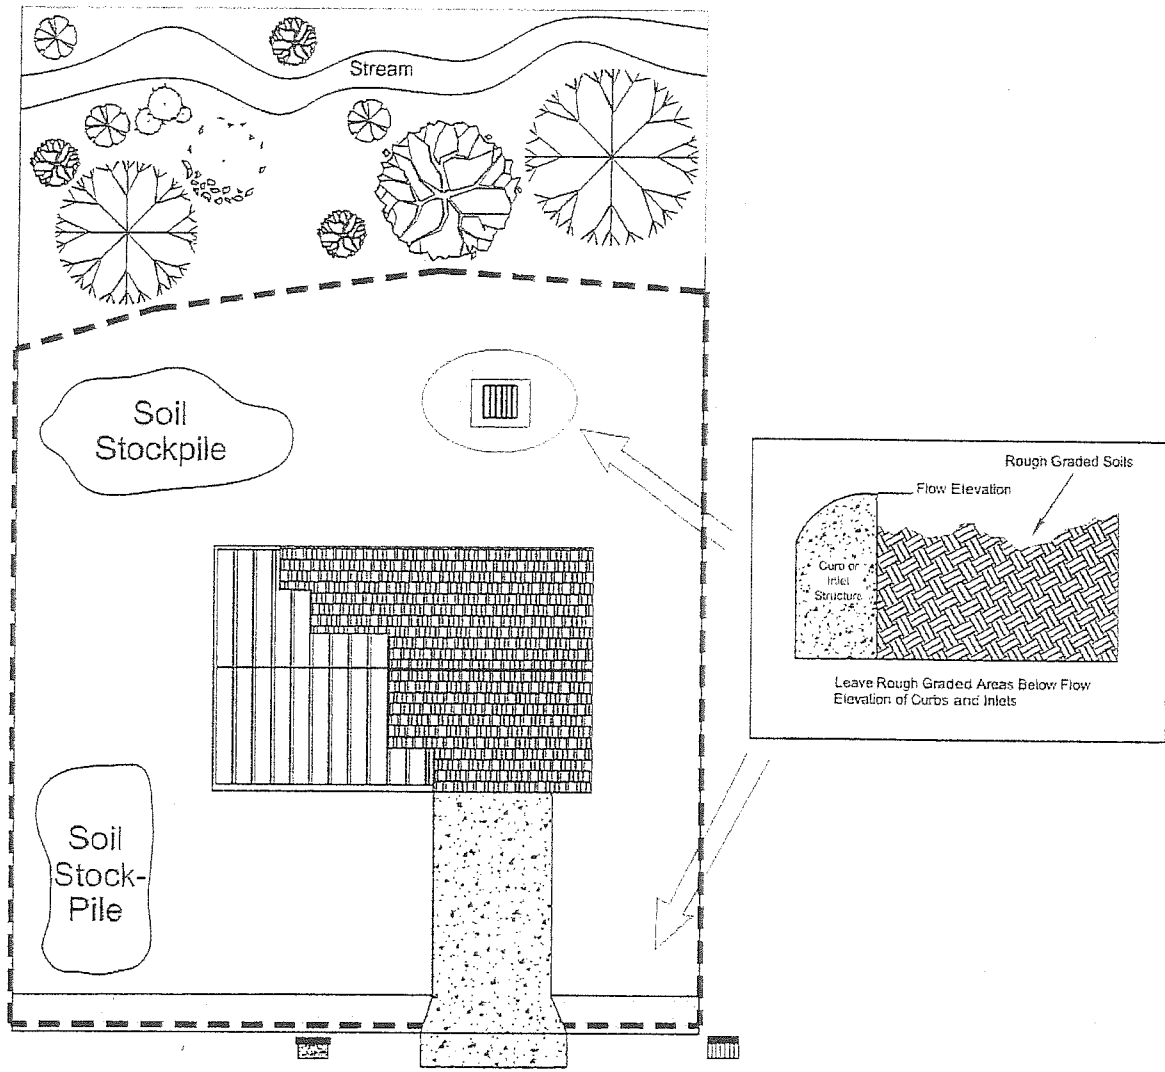 Stream
Soil
Stockpile
Rough Graded Soils
Flow Elevation
Curb or
Inlet
Structure
Leave Rough Graded Areas Below Flow
Elevation of Curbs and Inlets
Soil
Stock-
Pile